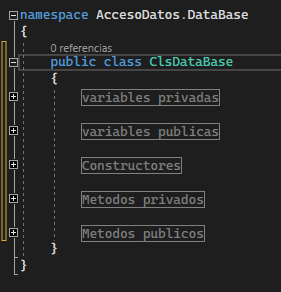 namespace AccesoDatos.DataBase
{
0 referencias
public class ClsDataBase
{
variables privadas
variables publicas
Constructores
Metodos privados
Metodos publicos
}
}